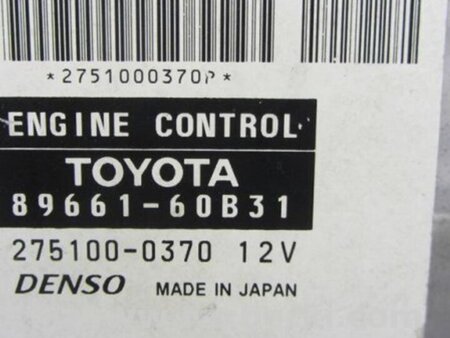 *2751000370P*
ENGINE CONTROL
TOYOTA
89661-60B31
275100-0370 12V
DENSO MADE IN JAPAN